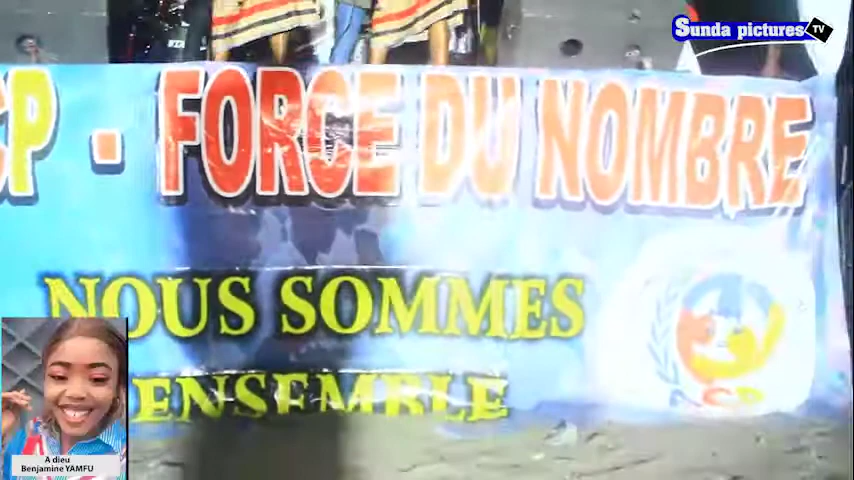 Sunda pictures TV
CP - FORCE DU NOMBRE
NOUS SOMMES
ENSEMBLE
A dieu
Benjamine YAMFU